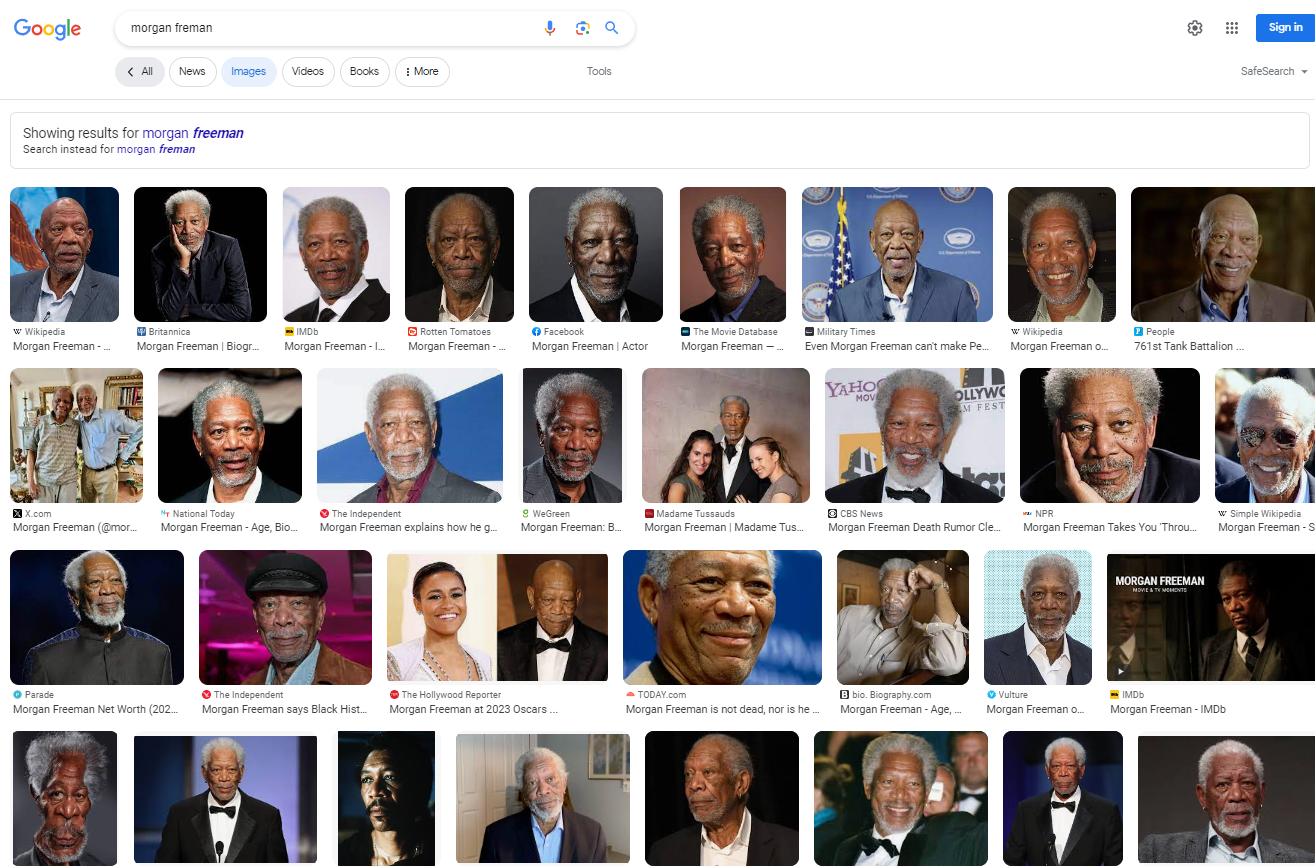 Google
morgan freman
Sign in
All News Images Videos Books More Tools SafeSearch
Showing results for morgan freeman
Search instead for morgan freman
U.S. Department of Defense
Wikipedia Britannica IMDb Rotten Tomatoes Facebook The Movie Database Military Times Wikipedia People
Morgan Freeman - ... Morgan Freeman | Biogr... Morgan Freeman - I... Morgan Freeman - ... Morgan Freeman | Actor Morgan Freeman — ... Even Morgan Freeman can't make Pe... Morgan Freeman o... 761st Tank Battalion ...
YAHOO!
X.com National Today The Independent WeGreen Madame Tussauds CBS News NPR Simple Wikipedia
Morgan Freeman (@mor... Morgan Freeman - Age, Bio... Morgan Freeman explains how he g... Morgan Freeman: B... Morgan Freeman | Madame Tus... Morgan Freeman Death Rumor Cle... Morgan Freeman Takes You 'Throu... Morgan Freeman - S
MORGAN FREEMAN
MOVIE & TV MOMENTS
Parade The Independent The Hollywood Reporter TODAY.com bio. Biography.com Vulture IMDb
Morgan Freeman Net Worth (202... Morgan Freeman says Black Hist... Morgan Freeman at 2023 Oscars ... Morgan Freeman is not dead, nor is he ... Morgan Freeman - Age, ... Morgan Freeman o... Morgan Freeman - IMDb